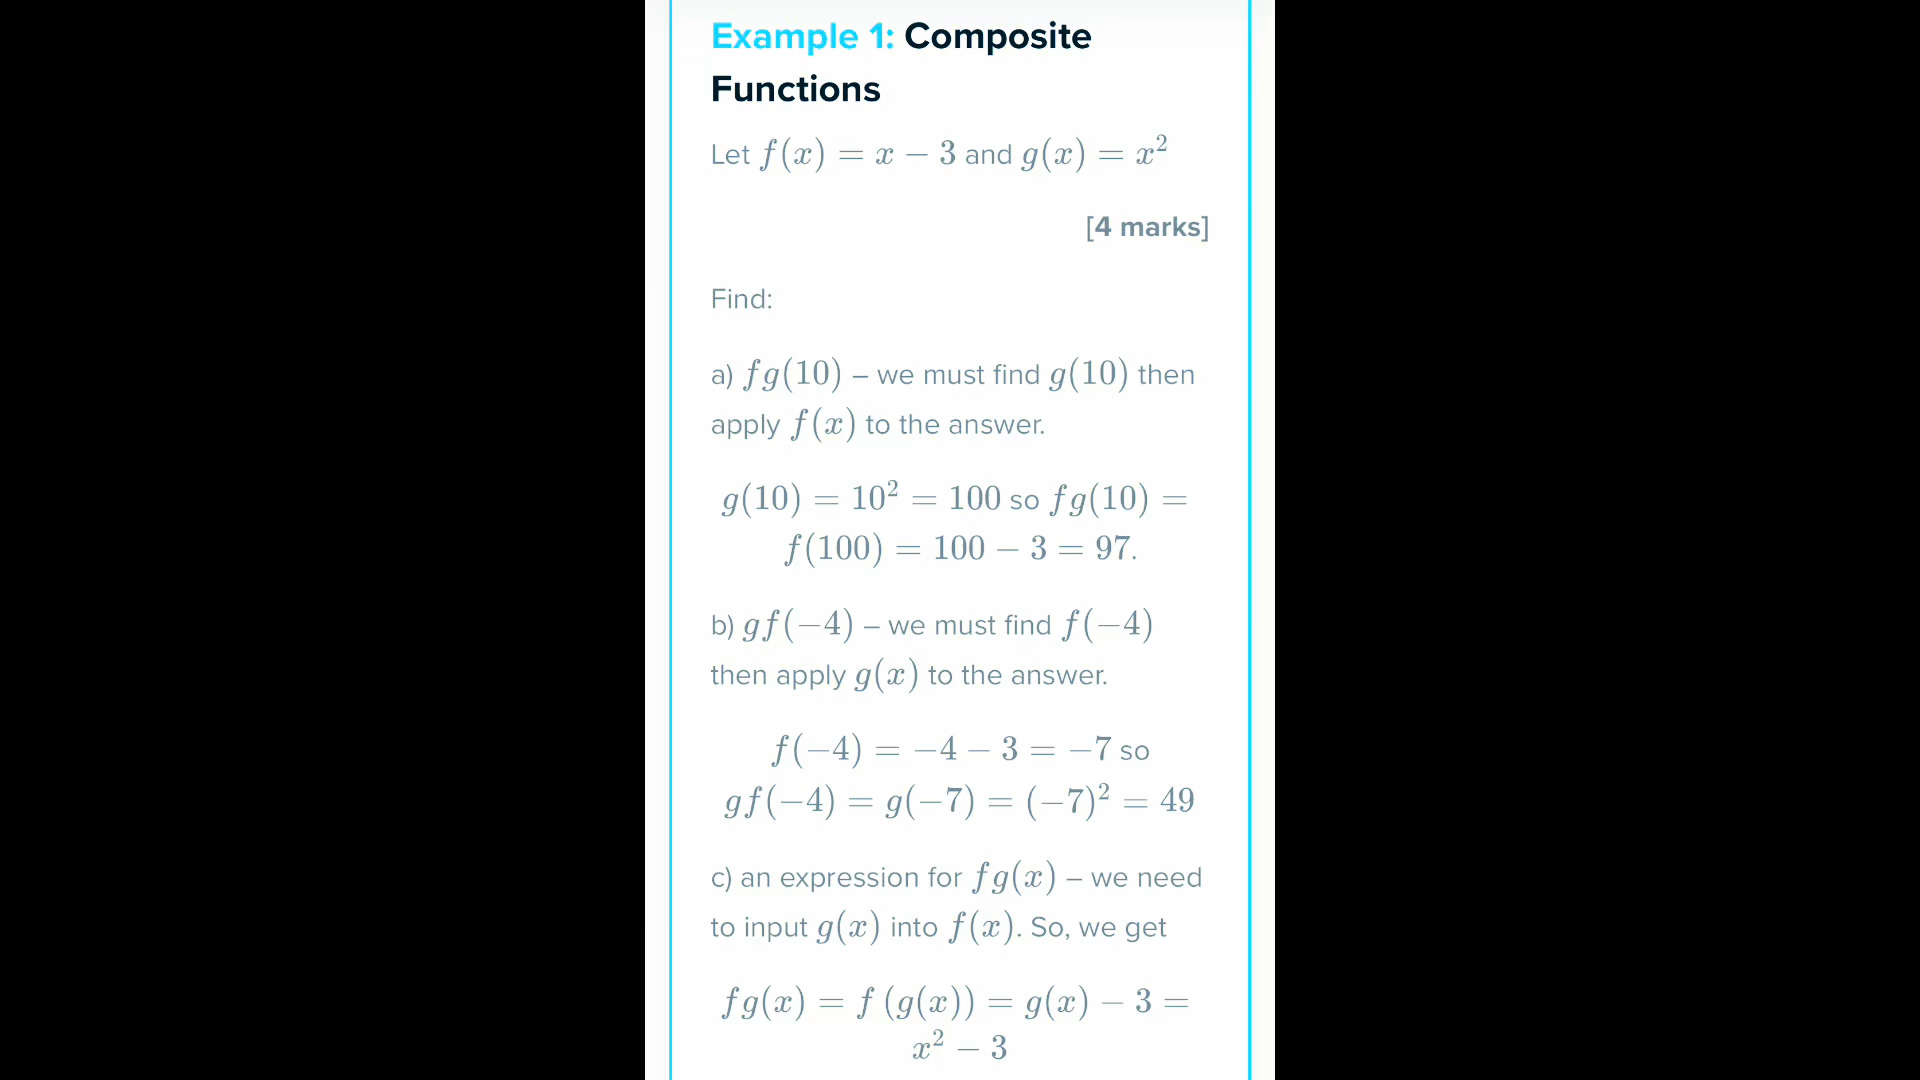 Example 1: Composite
Functions
Let f(x) = x − 3 and g(x) = x²
[4 marks]
Find:
a) fg(10) – we must find g(10) then
apply f(x) to the answer.
g(10) = 10² = 100 so fg(10) =
f(100) = 100 − 3 = 97.
b) gf(−4) – we must find f(−4)
then apply g(x) to the answer.
f(−4) = −4 − 3 = −7 so
gf(−4) = g(−7) = (−7)² = 49
c) an expression for fg(x) – we need
to input g(x) into f(x). So, we get
fg(x) = f (g(x)) = g(x) − 3 =
x² − 3